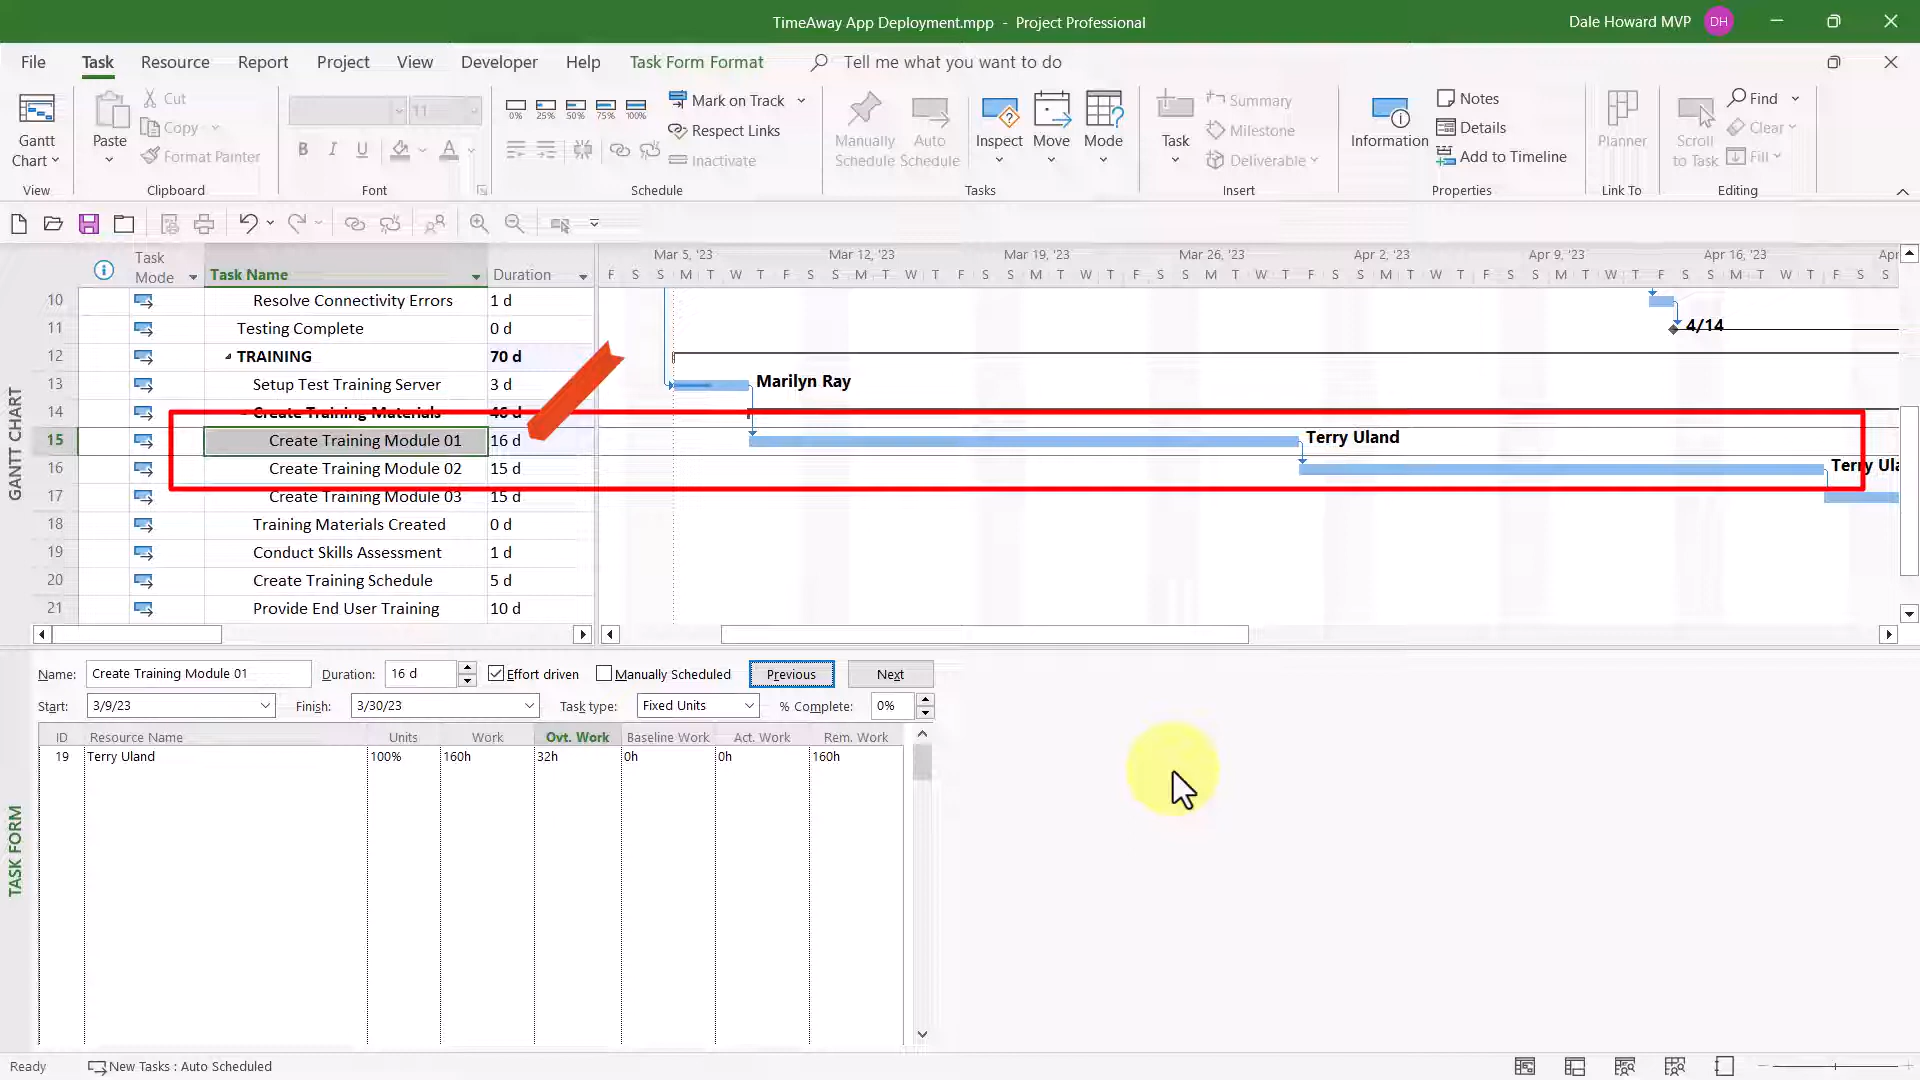 TimeAway App Deployment.mpp - Project Professional
Dale Howard MVP DH
File Task Resource Report Project View Developer Help Task Form Format Tell me what you want to do
Gantt Chart
View
Paste
Cut
Copy
Format Painter
Clipboard
11
B I U A
Font
0% 25% 50% 75% 100%
Mark on Track
Respect Links
Inactivate
Schedule
Manually Schedule
Auto Schedule
Inspect
Move
Mode
Tasks
Task
Summary
Milestone
Deliverable
Insert
Information
Notes
Details
Add to Timeline
Properties
Planner
Link To
Scroll to Task
Find
Clear
Fill
Editing
Task Mode Task Name Duration
Mar 5, '23 Mar 12, '23 Mar 19, '23 Mar 26, '23 Apr 2, '23 Apr 9, '23 Apr 16, '23 Apr
F S S M T W T F S S M T W T F S S M T W T F S S M T W T F S S M T W T F S S M T W T F S S M T W T F S S
10 Resolve Connectivity Errors 1 d
11 Testing Complete 0 d 4/14
12 TRAINING 70 d
13 Setup Test Training Server 3 d Marilyn Ray
14 Create Training Materials 46 d
15 Create Training Module 01 16 d Terry Uland
16 Create Training Module 02 15 d Terry Ula
17 Create Training Module 03 15 d
18 Training Materials Created 0 d
19 Conduct Skills Assessment 1 d
20 Create Training Schedule 5 d
21 Provide End User Training 10 d
GANTT CHART
Name: Create Training Module 01 Duration: 16 d Effort driven Manually Scheduled Previous Next
Start: 3/9/23 Finish: 3/30/23 Task type: Fixed Units % Complete: 0%
ID Resource Name Units Work Ovt. Work Baseline Work Act. Work Rem. Work
19 Terry Uland 100% 160h 32h 0h 0h 160h
TASK FORM
Ready New Tasks : Auto Scheduled